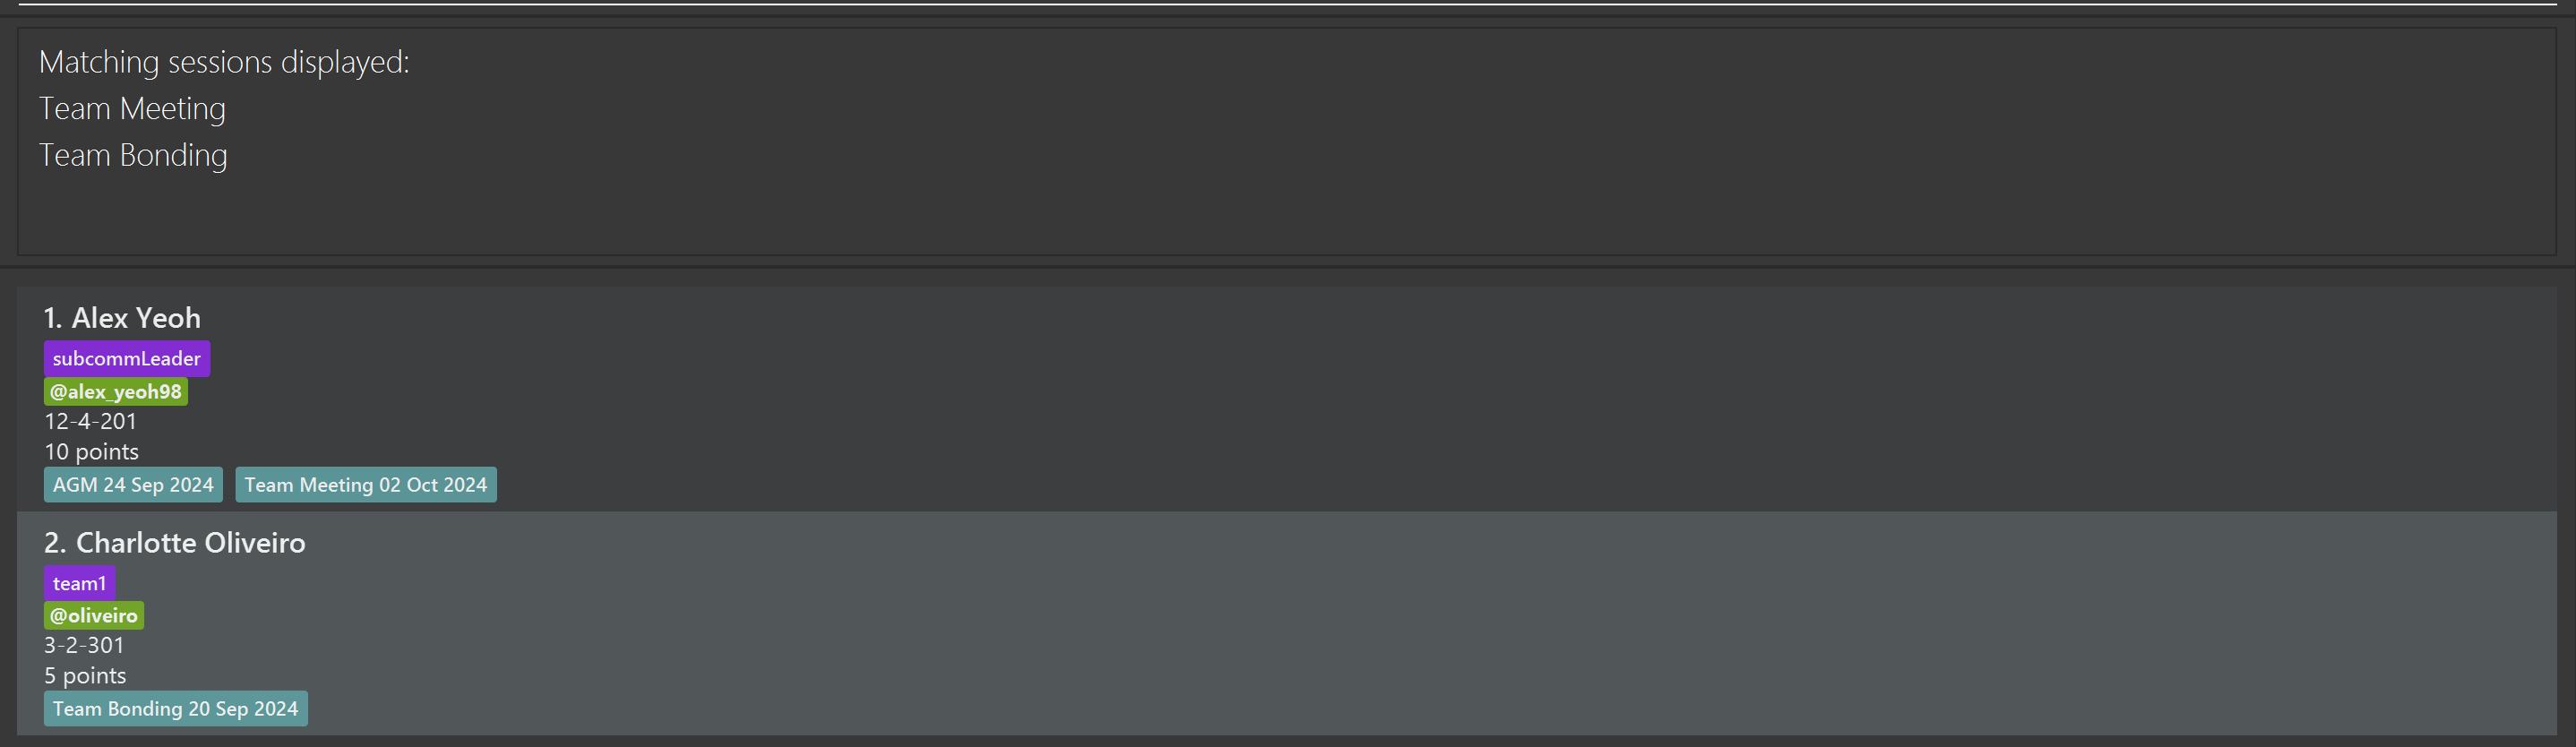 Matching sessions displayed:
Team Meeting
Team Bonding
1. Alex Yeoh
subcommLeader
@alex_yeoh98
12-4-201
10 points
AGM 24 Sep 2024 Team Meeting 02 Oct 2024
2. Charlotte Oliveiro
team1
@oliveiro
3-2-301
5 points
Team Bonding 20 Sep 2024